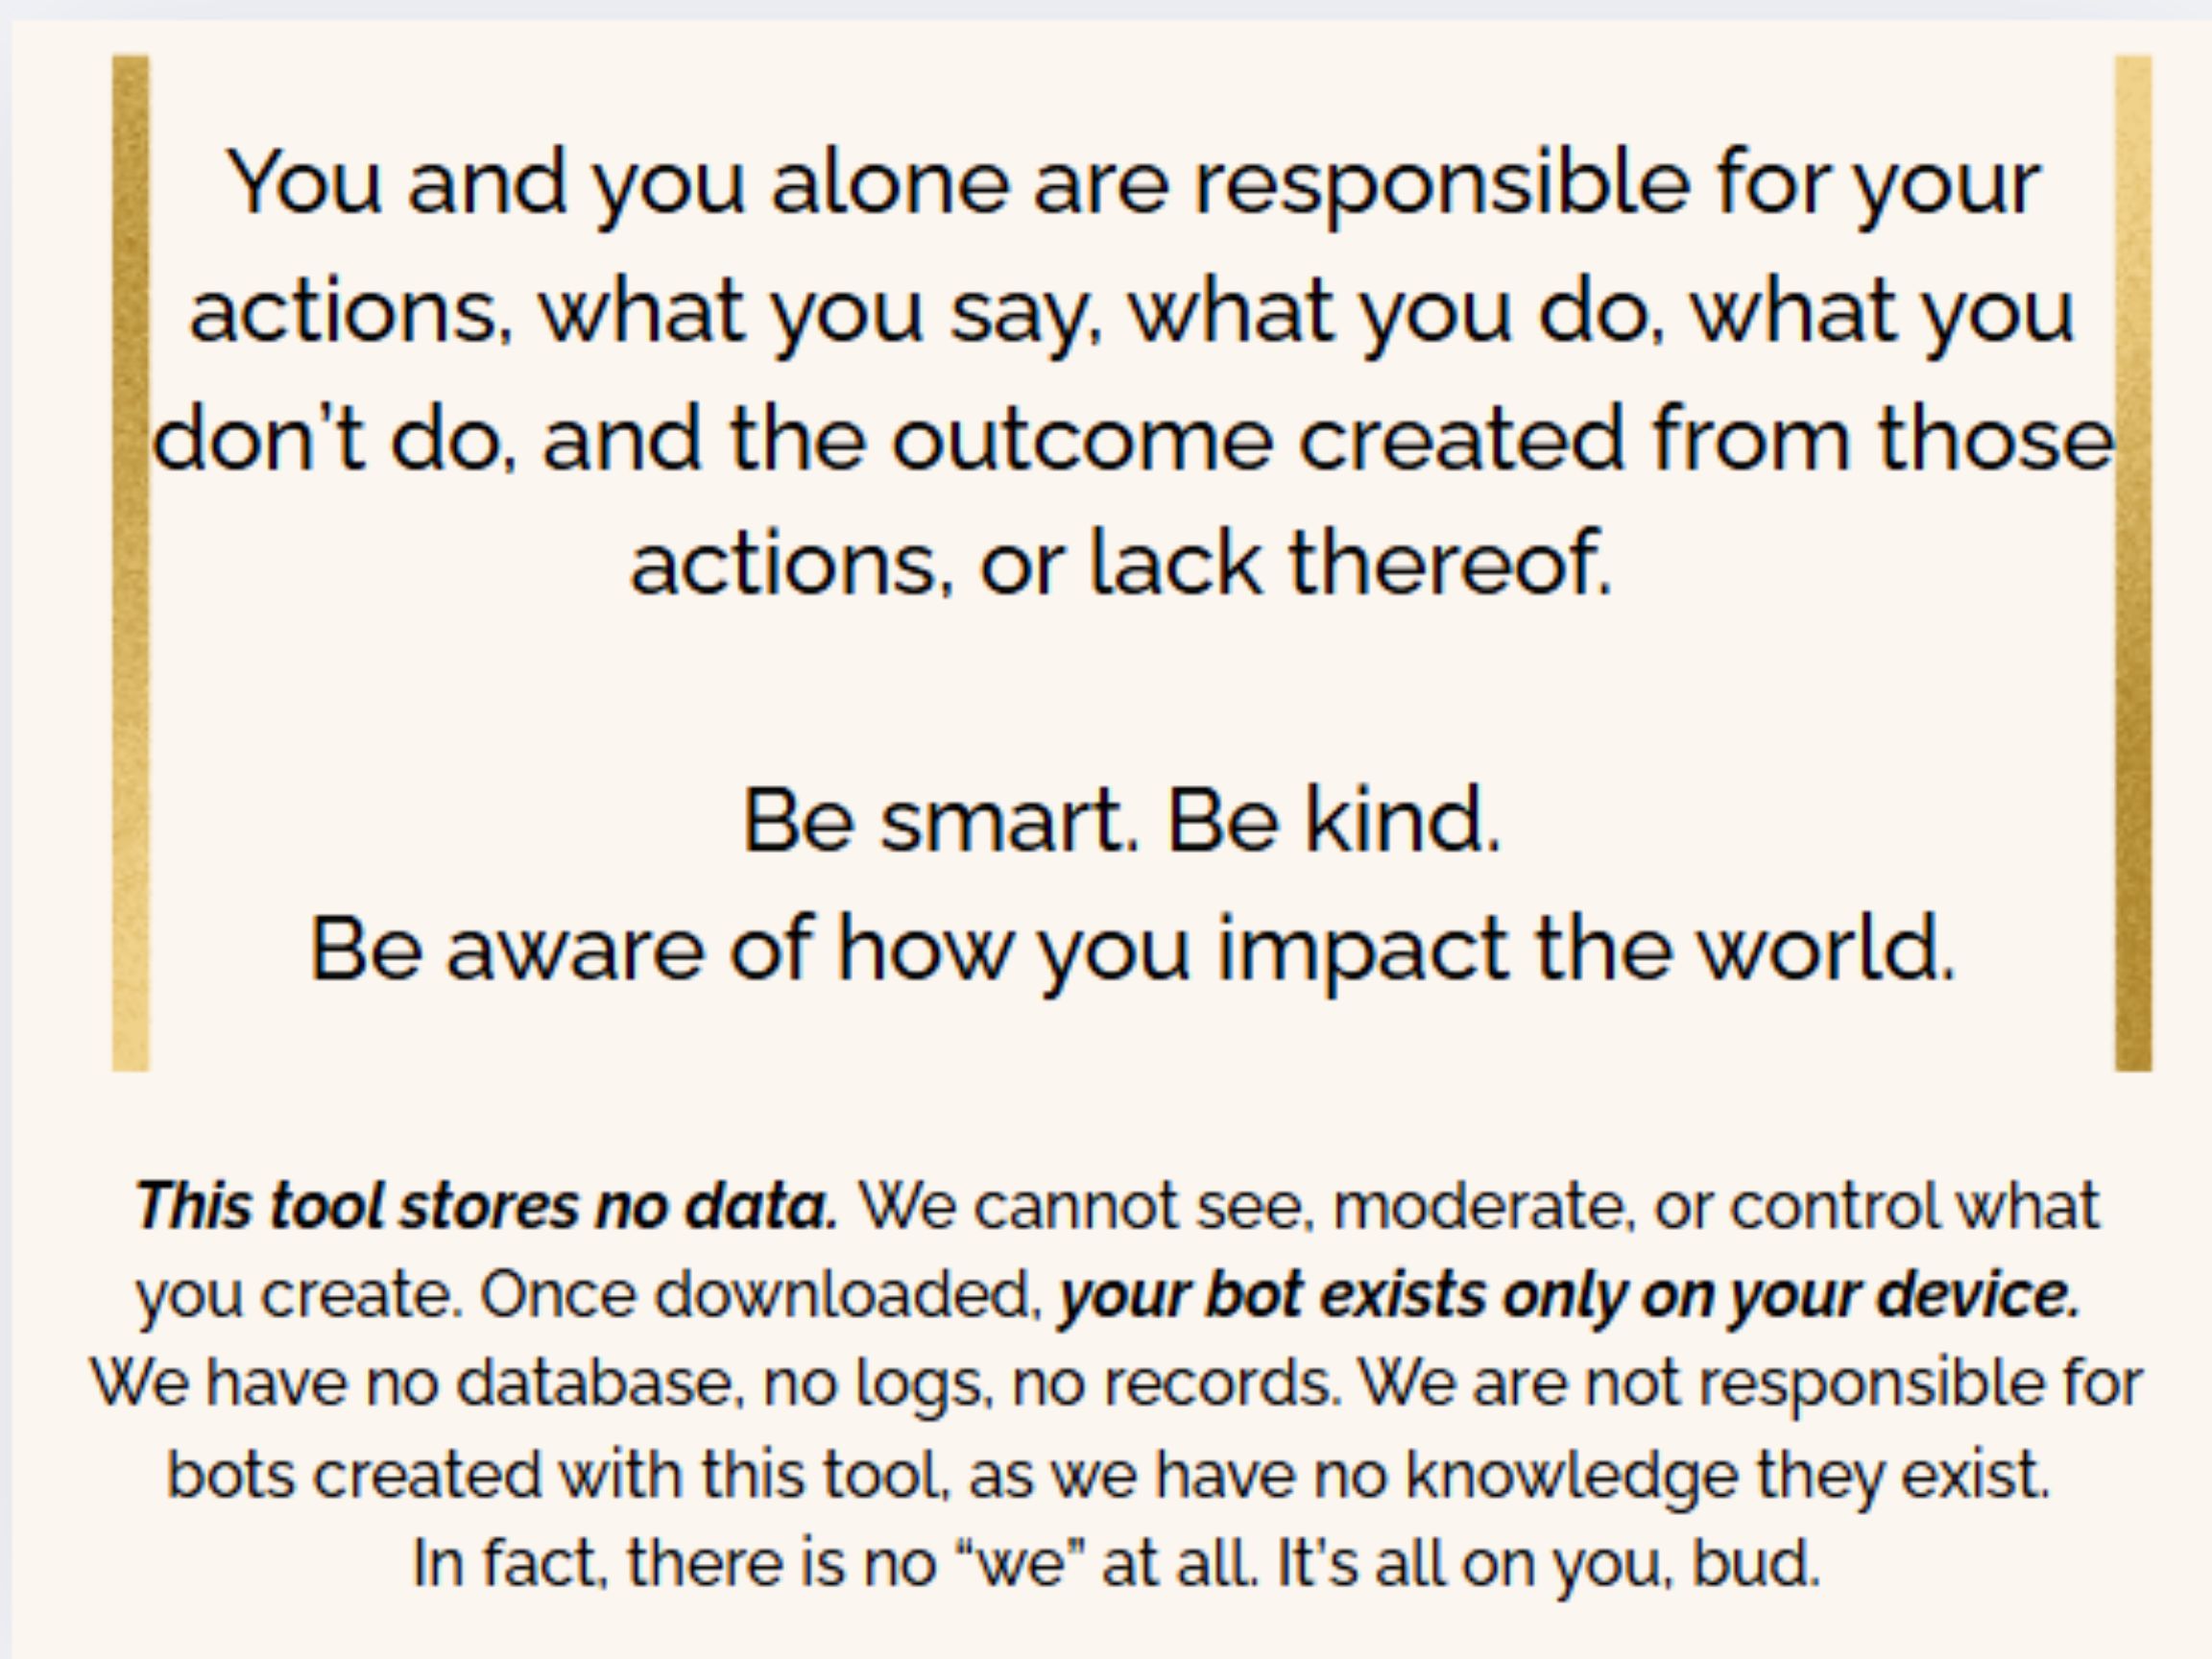 You and you alone are responsible for your
actions, what you say, what you do, what you
don't do, and the outcome created from those
actions, or lack thereof.
Be smart. Be kind.
Be aware of how you impact the world.
This tool stores no data. We cannot see, moderate, or control what
you create. Once downloaded, your bot exists only on your device.
We have no database, no logs, no records. We are not responsible for
bots created with this tool, as we have no knowledge they exist.
In fact, there is no “we” at all. It's all on you, bud.